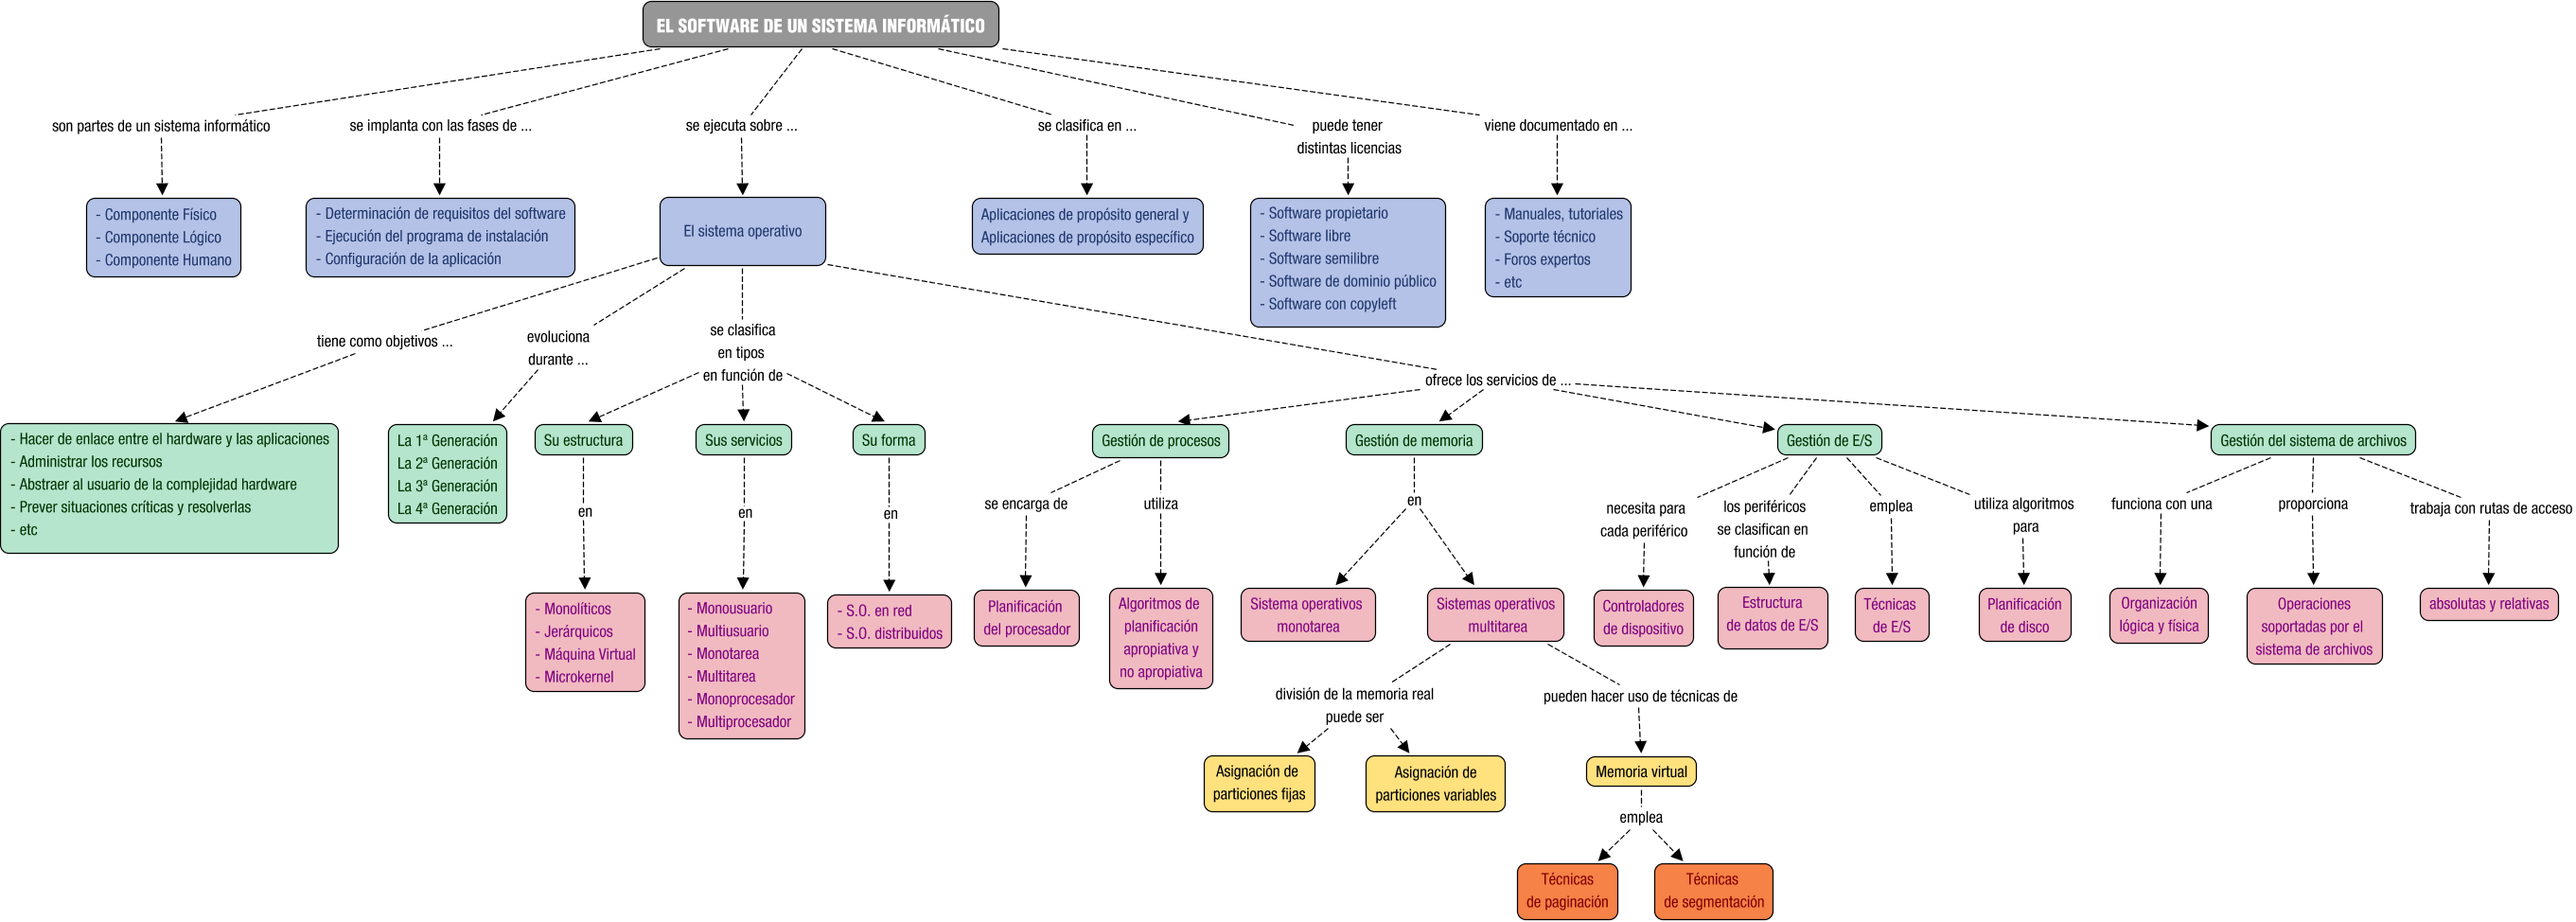 EL SOFTWARE DE UN SISTEMA INFORMÁTICO
son partes de un sistema informático
se implanta con las fases de ...
se ejecuta sobre ...
se clasifica en ...
puede tener
distintas licencias
viene documentado en ...
- Componente Físico
- Componente Lógico
- Componente Humano
- Determinación de requisitos del software
- Ejecución del programa de instalación
- Configuración de la aplicación
El sistema operativo
Aplicaciones de propósito general y
Aplicaciones de propósito específico
- Software propietario
- Software libre
- Software semilibre
- Software de dominio público
- Software con copyleft
- Manuales, tutoriales
- Soporte técnico
- Foros expertos
- etc
tiene como objetivos ...
evoluciona
durante ...
se clasifica
en tipos
en función de
ofrece los servicios de ...
- Hacer de enlace entre el hardware y las aplicaciones
- Administrar los recursos
- Abstraer al usuario de la complejidad hardware
- Prever situaciones críticas y resolverlas
- etc
La 1ª Generación
La 2ª Generación
La 3ª Generación
La 4ª Generación
Su estructura
Sus servicios
Su forma
Gestión de procesos
Gestión de memoria
Gestión de E/S
Gestión del sistema de archivos
en
en
en
se encarga de
utiliza
en
necesita para
cada periférico
los periféricos
se clasifican en
función de
emplea
utiliza algoritmos
para
funciona con una
proporciona
trabaja con rutas de acceso
- Monolíticos
- Jerárquicos
- Máquina Virtual
- Microkernel
- Monousuario
- Multiusuario
- Monotarea
- Multitarea
- Monoprocesador
- Multiprocesador
- S.O. en red
- S.O. distribuidos
Planificación
del procesador
Algoritmos de
planificación
apropiativa y
no apropiativa
Sistema operativos
monotarea
Sistemas operativos
multitarea
Controladores
de dispositivo
Estructura
de datos de E/S
Técnicas
de E/S
Planificación
de disco
Organización
lógica y física
Operaciones
soportadas por el
sistema de archivos
absolutas y relativas
división de la memoria real
puede ser
pueden hacer uso de técnicas de
Asignación de
particiones fijas
Asignación de
particiones variables
Memoria virtual
emplea
Técnicas
de paginación
Técnicas
de segmentación